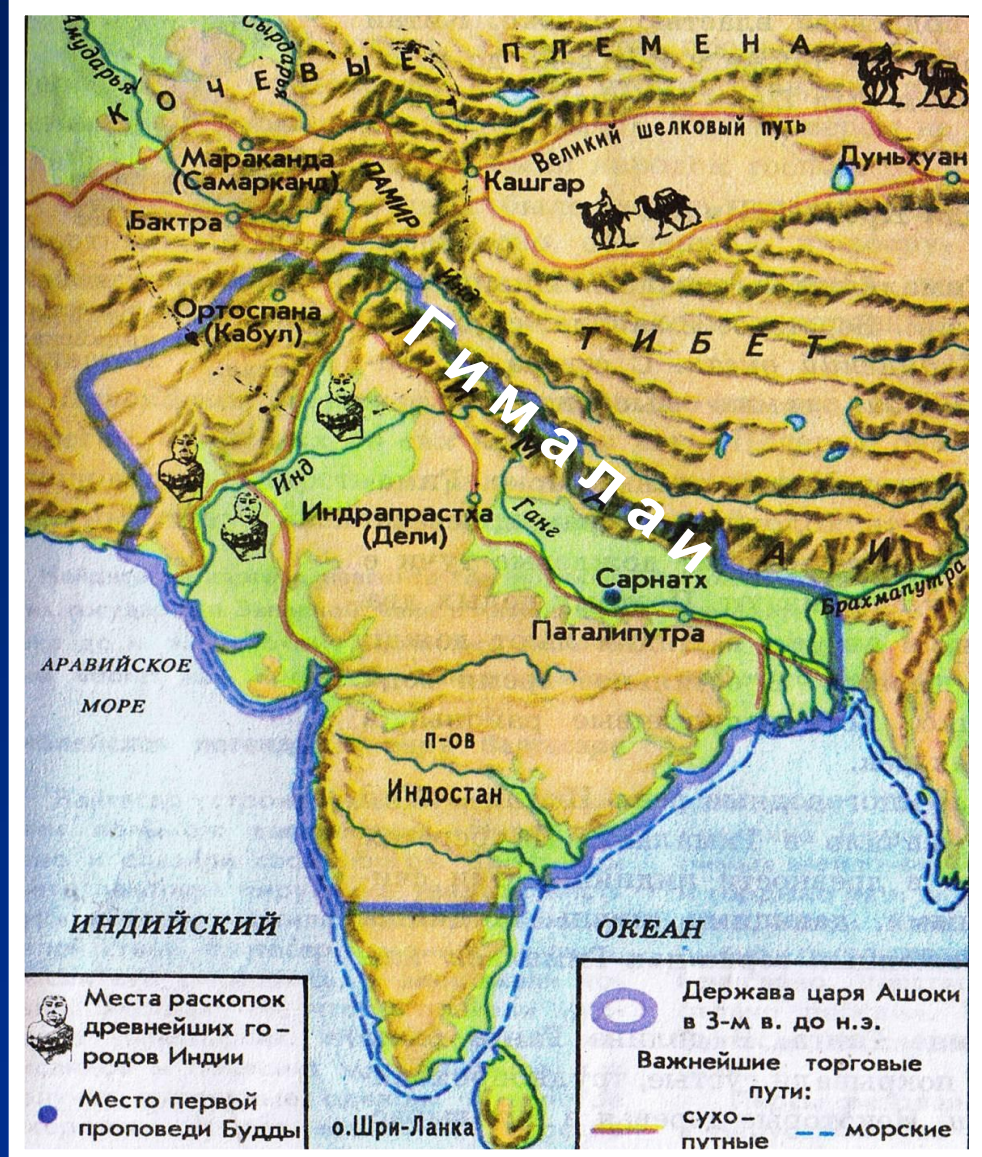 Амударья
Сырдарья
КОЧЕВЫЕ ПЛЕМЕНА
Великий шелковый путь
Мараканда
(Самарканд)
ПАМИР
Кашгар
Дуньхуан
Бактра
Инд
Ортоспана
(Кабул)
ТИБЕТ
Гималаи
Инд
Индрапрастха
(Дели)
Ганг
А И
Сарнатх
Брахмапутра
Паталипутра
АРАВИЙСКОЕ
МОРЕ
п-ов
Индостан
ИНДИЙСКИЙ ОКЕАН
Места раскопок
древнейших го-
родов Индии
Место первой
проповеди Будды
о.Шри-Ланка
Держава царя Ашоки
в 3-м в. до н.э.
Важнейшие торговые
пути:
сухо-
путные
морские